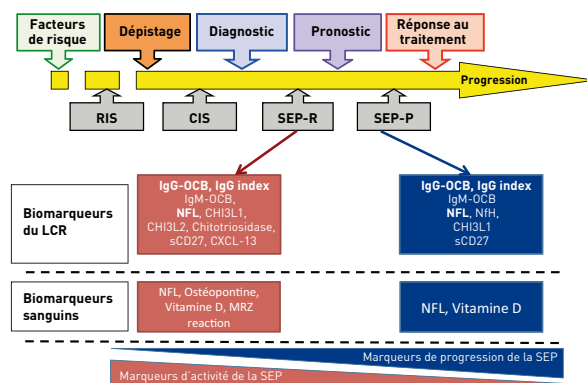 Facteurs
de risque
Dépistage
Diagnostic
Pronostic
Réponse au
traitement
Progression
RIS
CIS
SEP-R
SEP-P
Biomarqueurs
du LCR
IgG-OCB, IgG index
IgM-OCB,
NFL, CHI3L1,
CHI3L2, Chitotriosidase,
sCD27, CXCL-13
IgG-OCB, IgG index
IgM-OCB
NFL, NfH,
CHI3L1
sCD27
Biomarqueurs
sanguins
NFL, Ostéopontine,
Vitamine D, MRZ
reaction
NFL, Vitamine D
Marqueurs de progression de la SEP
Marqueurs d'activité de la SEP